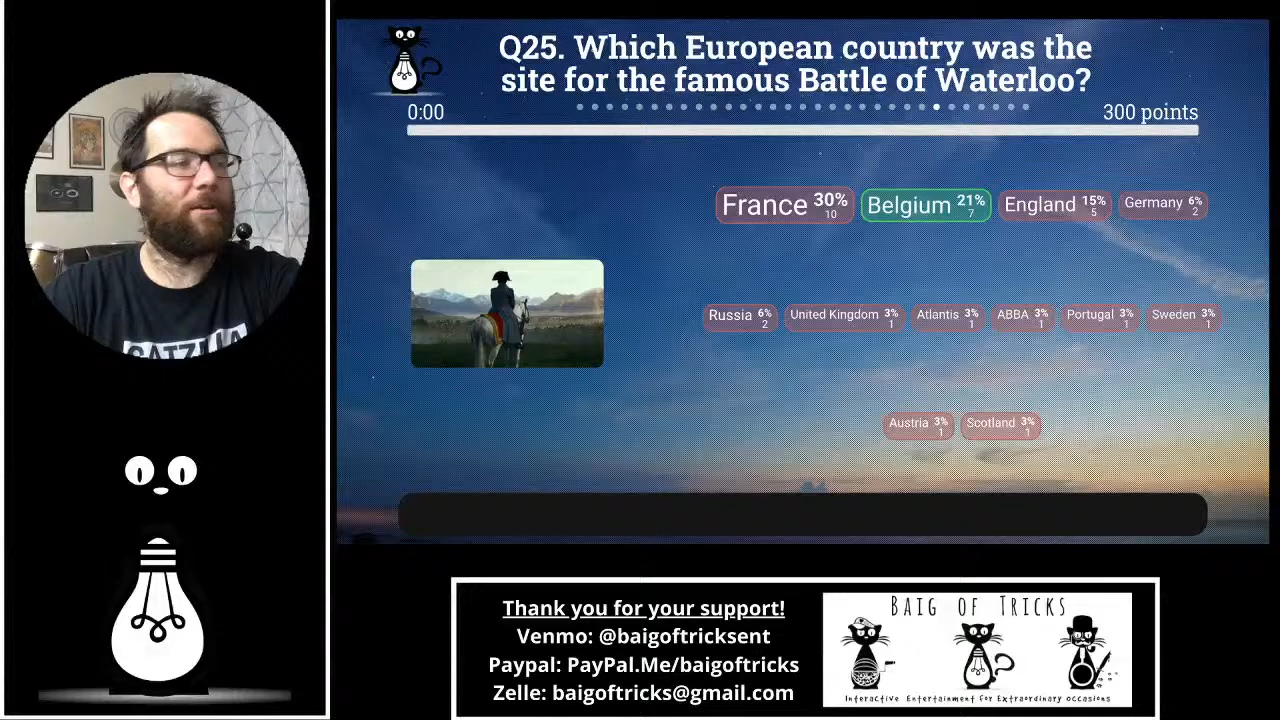 Q25. Which European country was the
site for the famous Battle of Waterloo?
0:00
300 points
France 30% 10
Belgium 21% 7
England 15% 5
Germany 6% 2
Russia 6% 2
United Kingdom 3% 1
Atlantis 3% 1
ABBA 3% 1
Portugal 3% 1
Sweden 3% 1
Austria 3% 1
Scotland 3% 1
Thank you for your support!
Venmo: @baigoftricksent
Paypal: PayPal.Me/baigoftricks
Zelle: baigoftricks@gmail.com
BAIG OF TRICKS
Interactive Entertainment for Extraordinary occasions